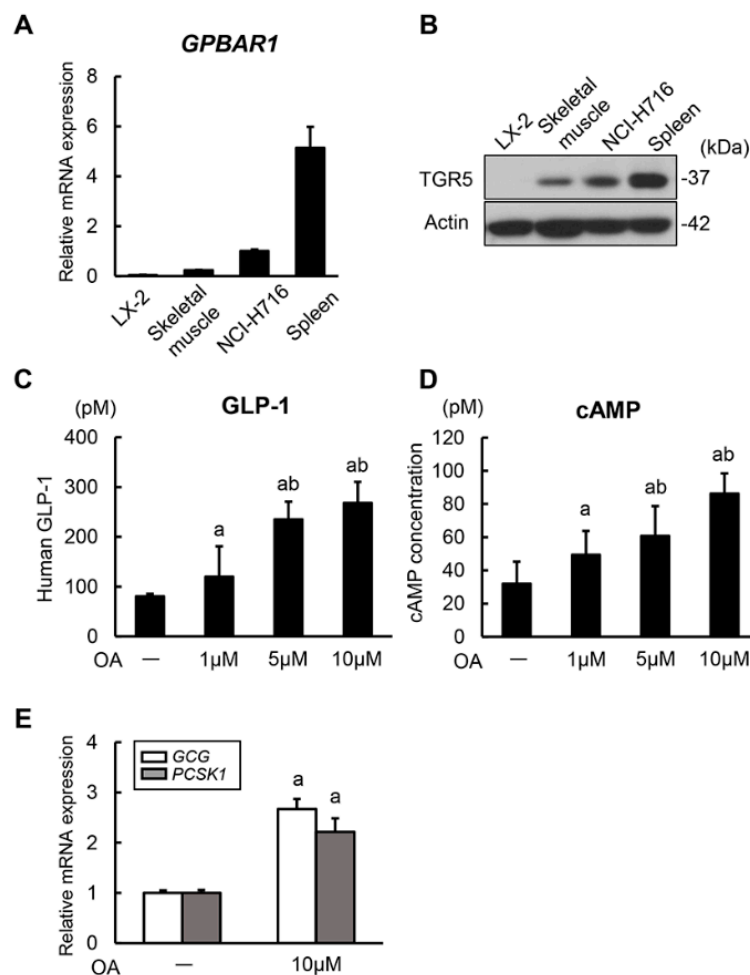 A
GPBAR1
Relative mRNA expression
8
6
4
2
0
LX-2
Skeletal
muscle
NCI-H716
Spleen
B
LX-2
Skeletal
muscle
NCI-H716
Spleen
(kDa)
TGR5
-37
Actin
-42
C
(pM)
GLP-1
Human GLP-1
400
300
200
100
0
a
ab
ab
OA
—
1μM
5μM
10μM
D
(pM)
cAMP
cAMP concentration
120
100
80
60
40
20
0
a
ab
ab
OA
—
1μM
5μM
10μM
E
Relative mRNA expression
4
3
2
1
0
GCG
PCSK1
a
a
OA
—
10μM